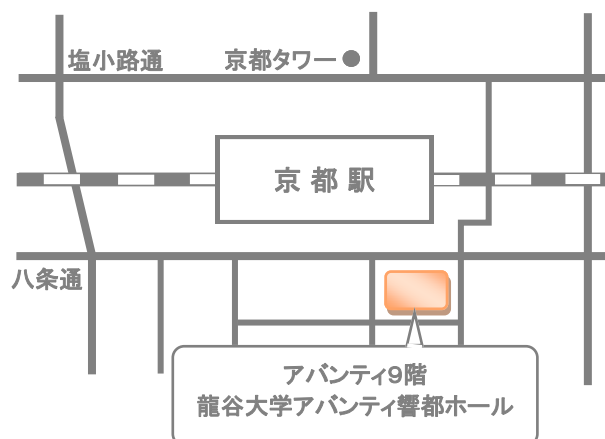 塩小路通
京都タワー
京都駅
八条通
アバンティ9階
龍谷大学アバンティ響都ホール